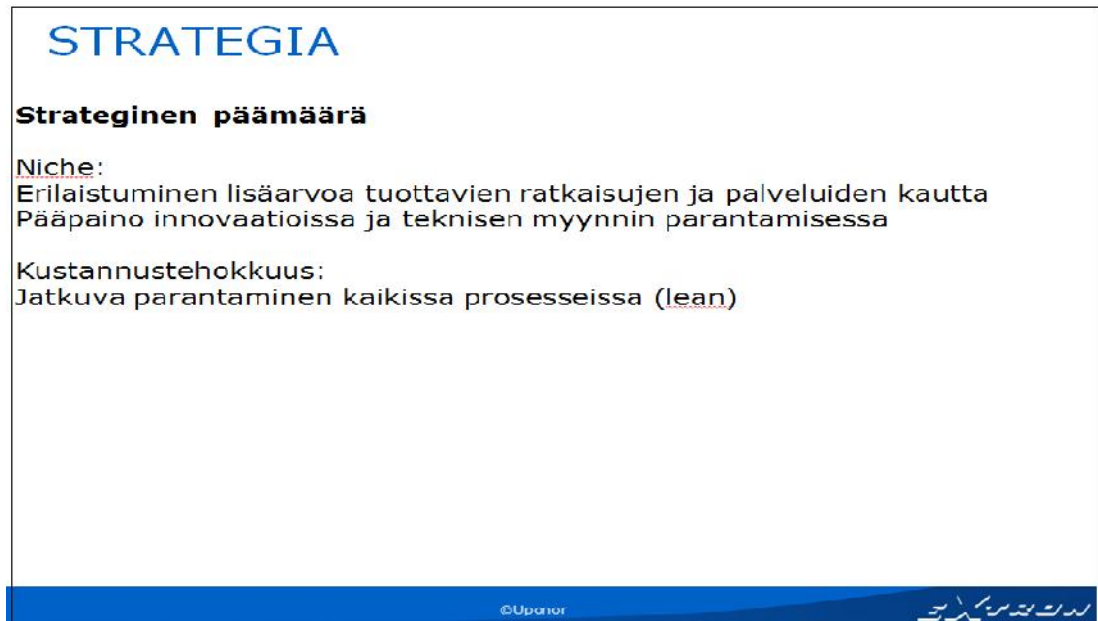 STRATEGIA
Strateginen päämäärä
Niche:
Erilaistuminen lisäarvoa tuottavien ratkaisujen ja palveluiden kautta
Pääpaino innovaatioissa ja teknisen myynnin parantamisessa
Kustannustehokkuus:
Jatkuva parantaminen kaikissa prosesseissa (lean)
©Uponor